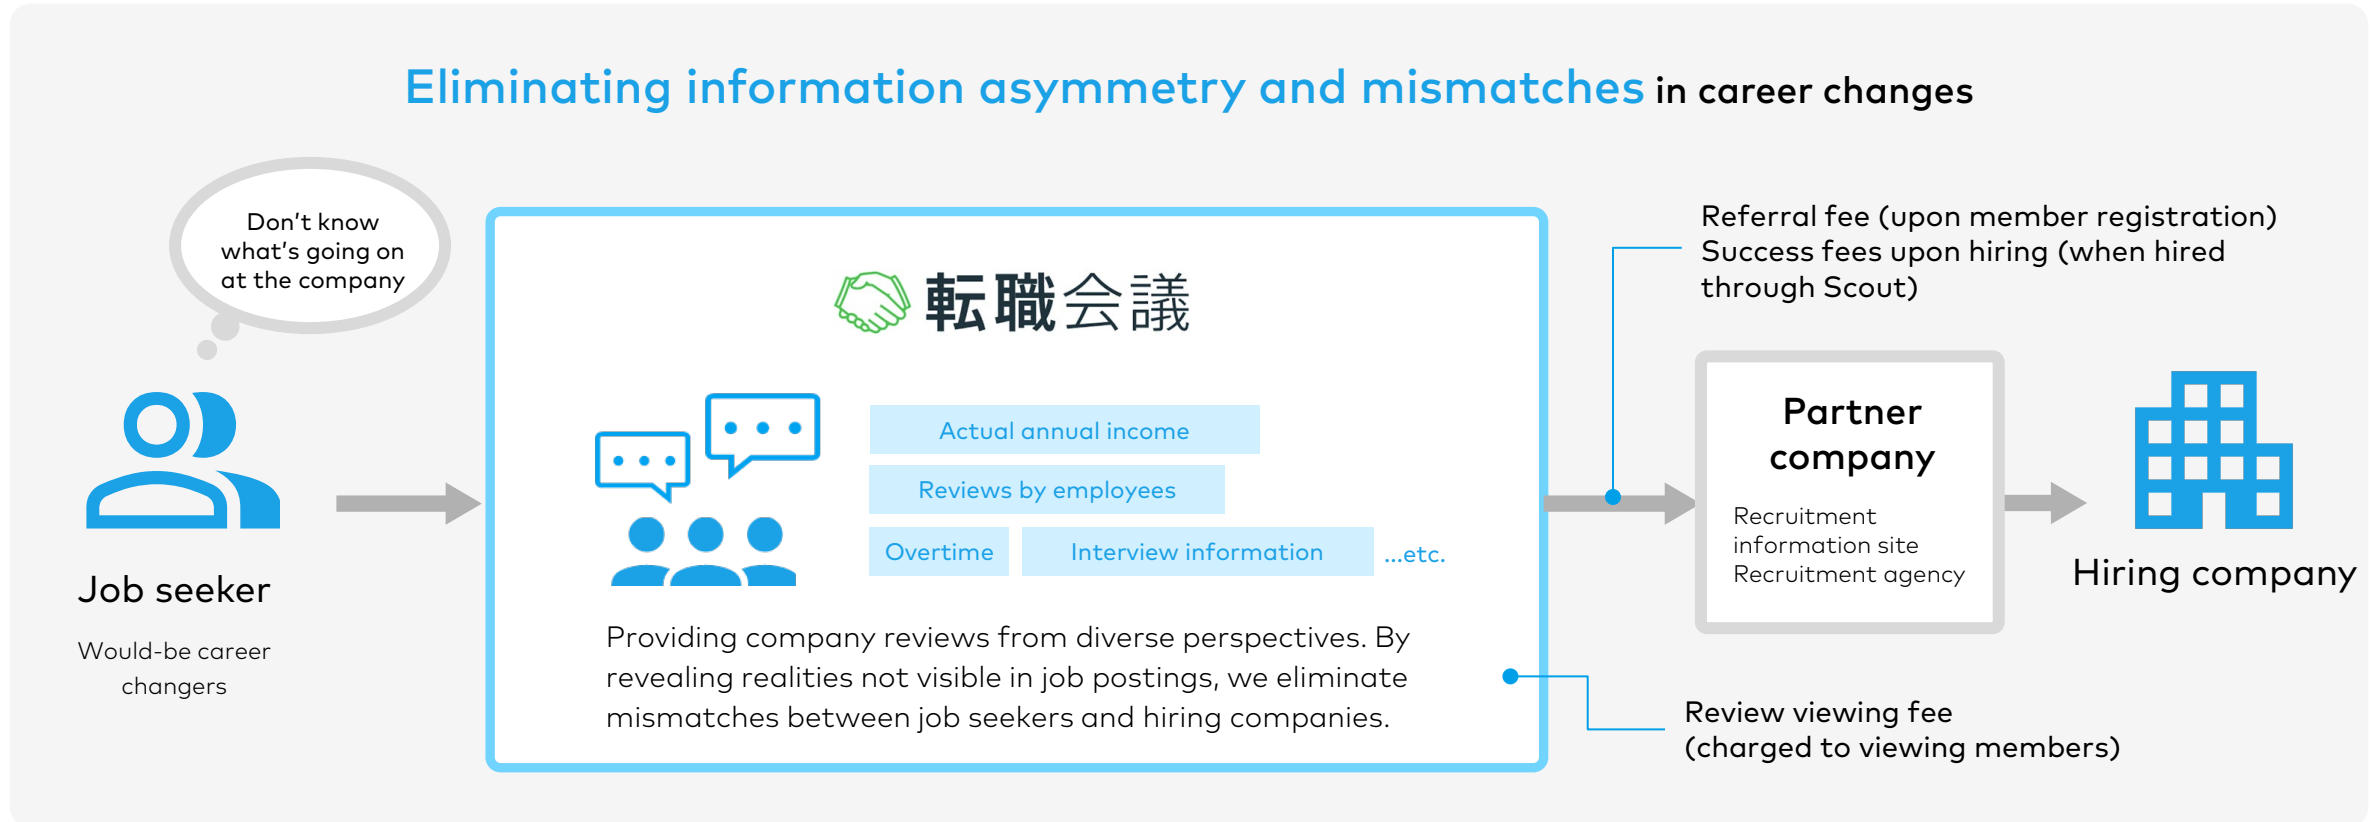 Eliminating information asymmetry and mismatches in career changes
Don't know
what's going on
at the company
Job seeker
Would-be career
changers
転職会議
Actual annual income
Reviews by employees
Overtime
Interview information
...etc.
Providing company reviews from diverse perspectives. By
revealing realities not visible in job postings, we eliminate
mismatches between job seekers and hiring companies.
Referral fee (upon member registration)
Success fees upon hiring (when hired
through Scout)
Partner
company
Recruitment
information site
Recruitment agency
Hiring company
Review viewing fee
(charged to viewing members)